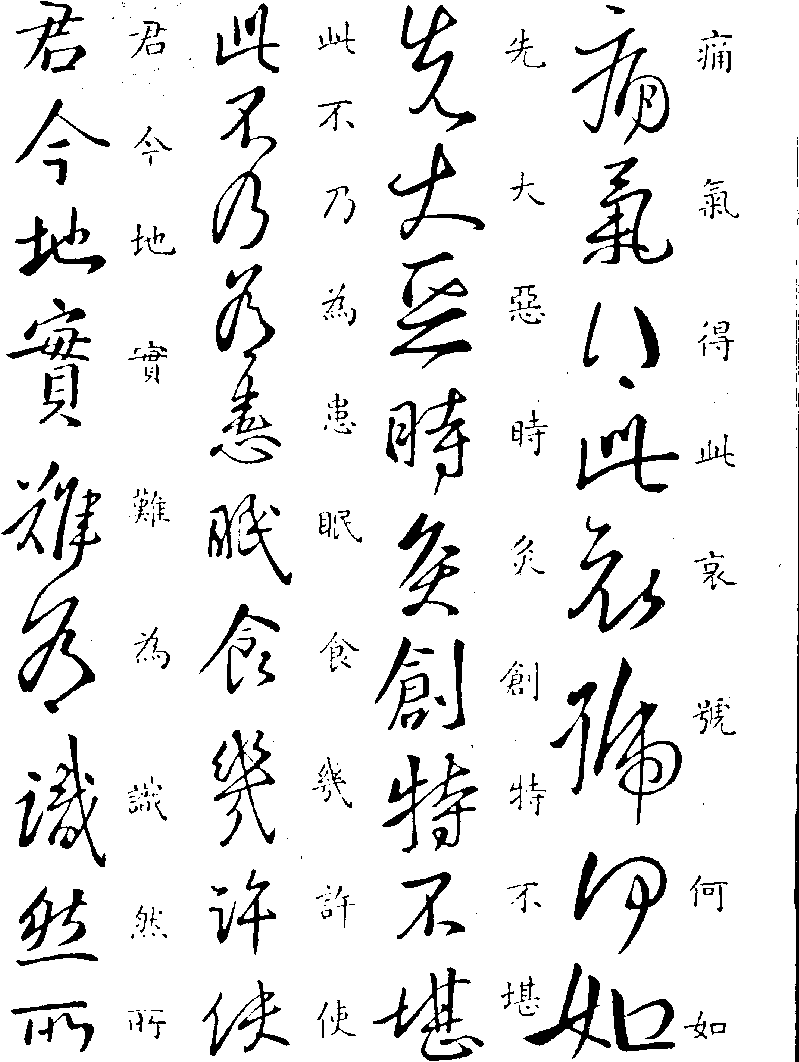 痛氣得此哀號何如
痛氣得此哀號何如
先大惡時灸創特不堪
先大惡時灸創特不堪
此不乃為患眠食幾許使
此不乃為患眠食幾許使
君今地實難為識然所
君今地實難為識然所